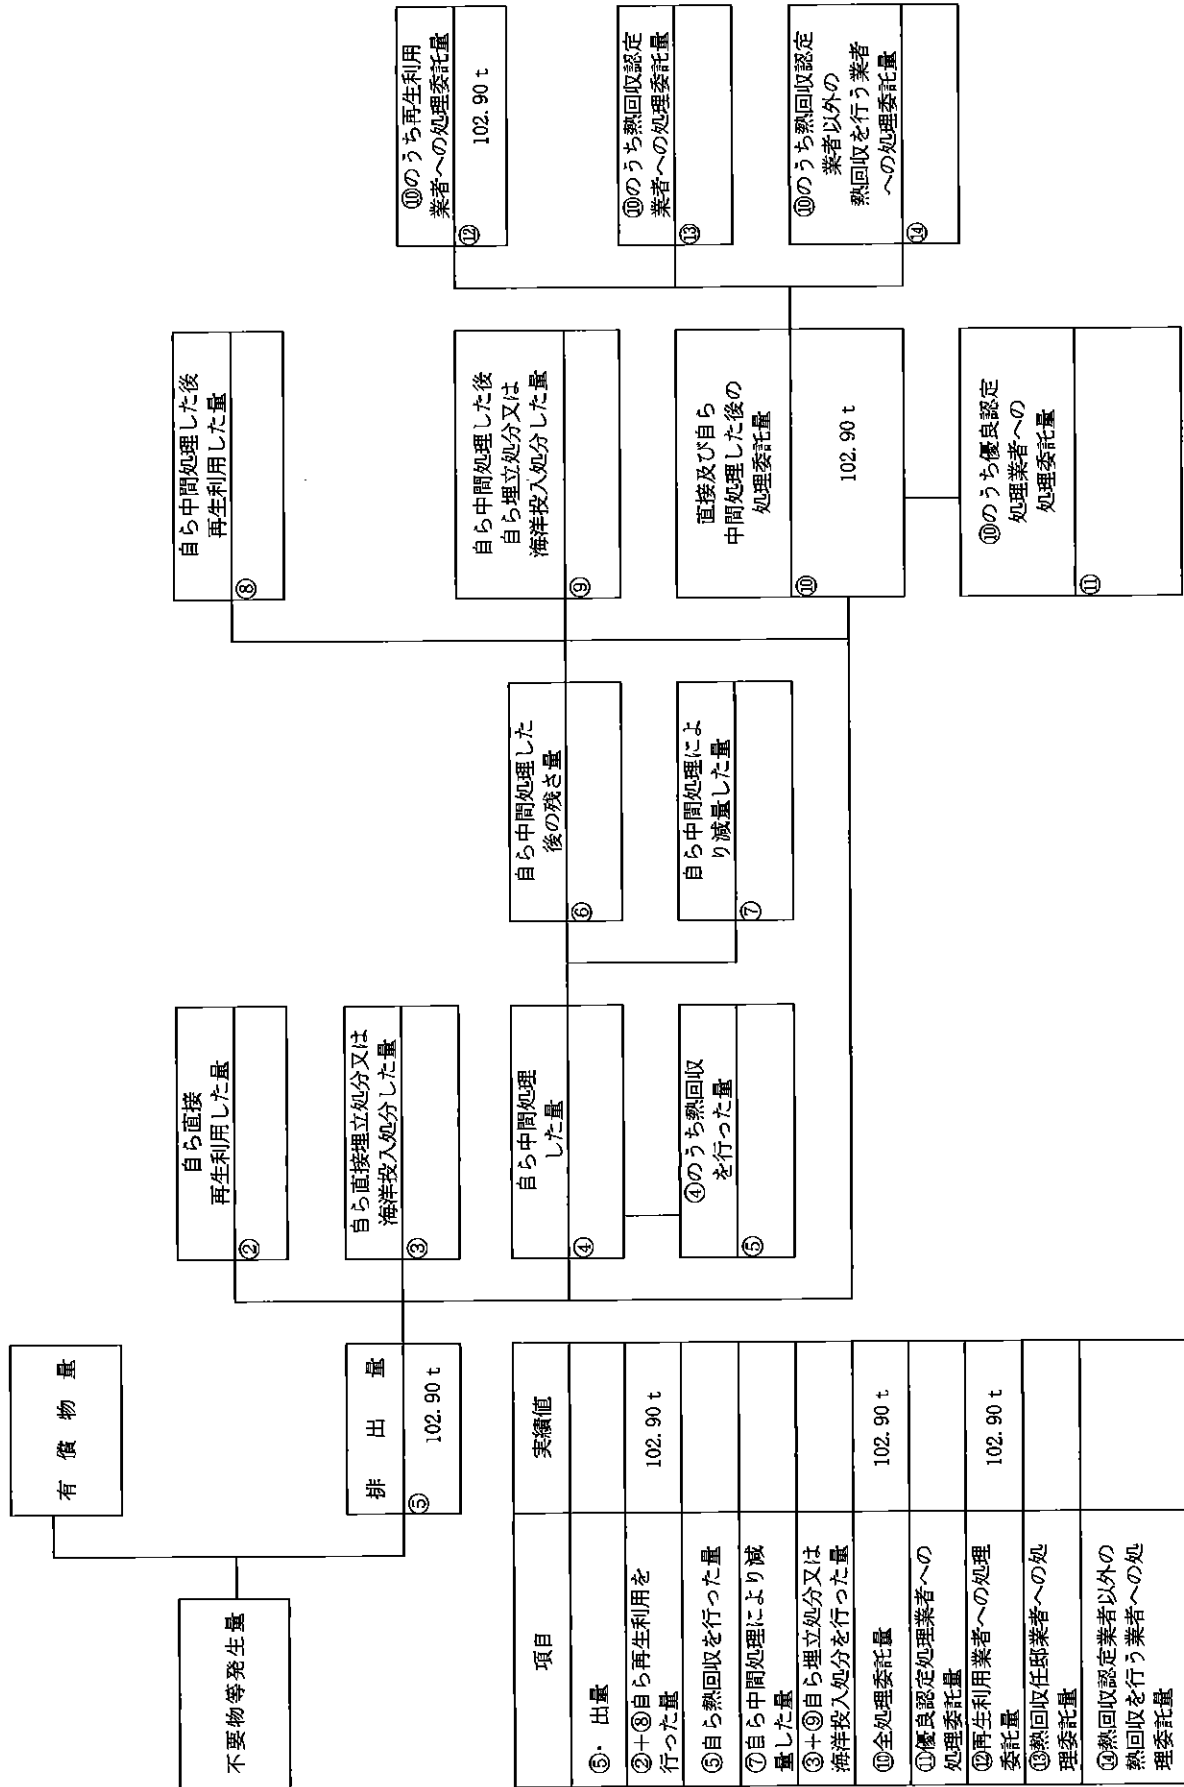 有償物量
不要物等発生量
排出量
⑤ 102.90 t
自ら直接
再生利用した量
②
自ら直接埋立処分又は
海洋投入処分した量
③
自ら中間処理
した量
④
④のうち熱回収
を行った量
⑤
自ら中間処理した
後の残さ量
⑥
自ら中間処理によ
り減量した量
⑦
自ら中間処理した後
再生利用した量
⑧
自ら中間処理した後
自ら埋立処分又は
海洋投入処分した量
⑨
直接及び自ら
中間処理した後の
処理委託量
⑩ 102.90 t
⑩のうち優良認定
処理業者への
処理委託量
⑪
⑩のうち再生利用
業者への処理委託量
⑫ 102.90 t
⑩のうち熱回収認定
業者への処理委託量
⑬
⑩のうち熱回収認定
業者以外の
熱回収を行う業者
への処理委託量
⑭
項目 実績値
⑤・出量
②+⑧自ら再生利用を
行った量 102.90 t
⑤自ら熱回収を行った量
⑦自ら中間処理により減
量した量
③+⑨自ら埋立処分又は
海洋投入処分を行った量
⑩全処理委託量 102.90 t
⑪優良認定処理業者への
処理委託量
⑫再生利用業者への処理
委託量 102.90 t
⑬熱回収任邸業者への処
理委託量
⑭熱回収認定業者以外の
熱回収を行う業者への処
理委託量